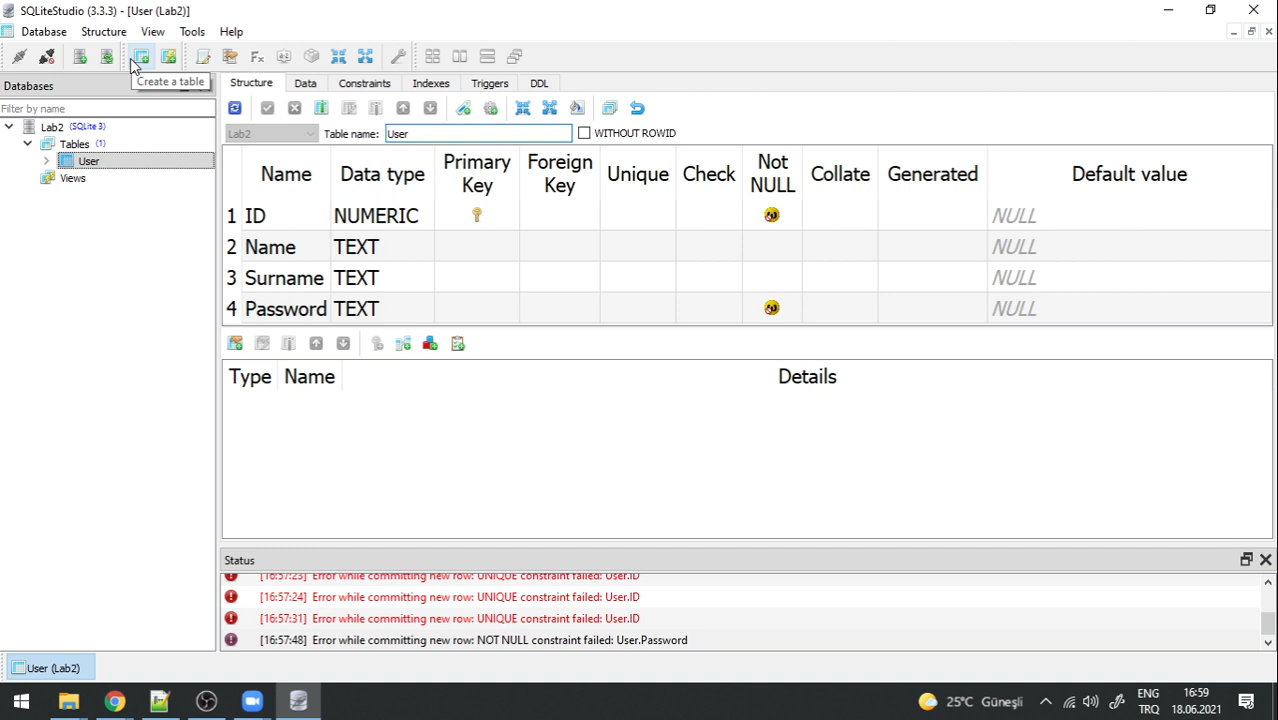 SQLiteStudio (3.3.3) - [User (Lab2)]
Database Structure View Tools Help
Create a table
Databases
Filter by name
Lab2 (SQLite 3)
Tables (1)
User
Views
Structure Data Constraints Indexes Triggers DDL
Lab2 Table name: User WITHOUT ROWID
Name Data type Primary Key Foreign Key Unique Check Not NULL Collate Generated Default value
1 ID NUMERIC NULL
2 Name TEXT NULL
3 Surname TEXT NULL
4 Password TEXT NULL
Type Name Details
Status
[16:57:23] Error while committing new row: UNIQUE constraint failed: User.ID
[16:57:24] Error while committing new row: UNIQUE constraint failed: User.ID
[16:57:31] Error while committing new row: UNIQUE constraint failed: User.ID
[16:57:48] Error while committing new row: NOT NULL constraint failed: User.Password
User (Lab2)
25°C Güneşli ENG 16:59
TRQ 18.06.2021